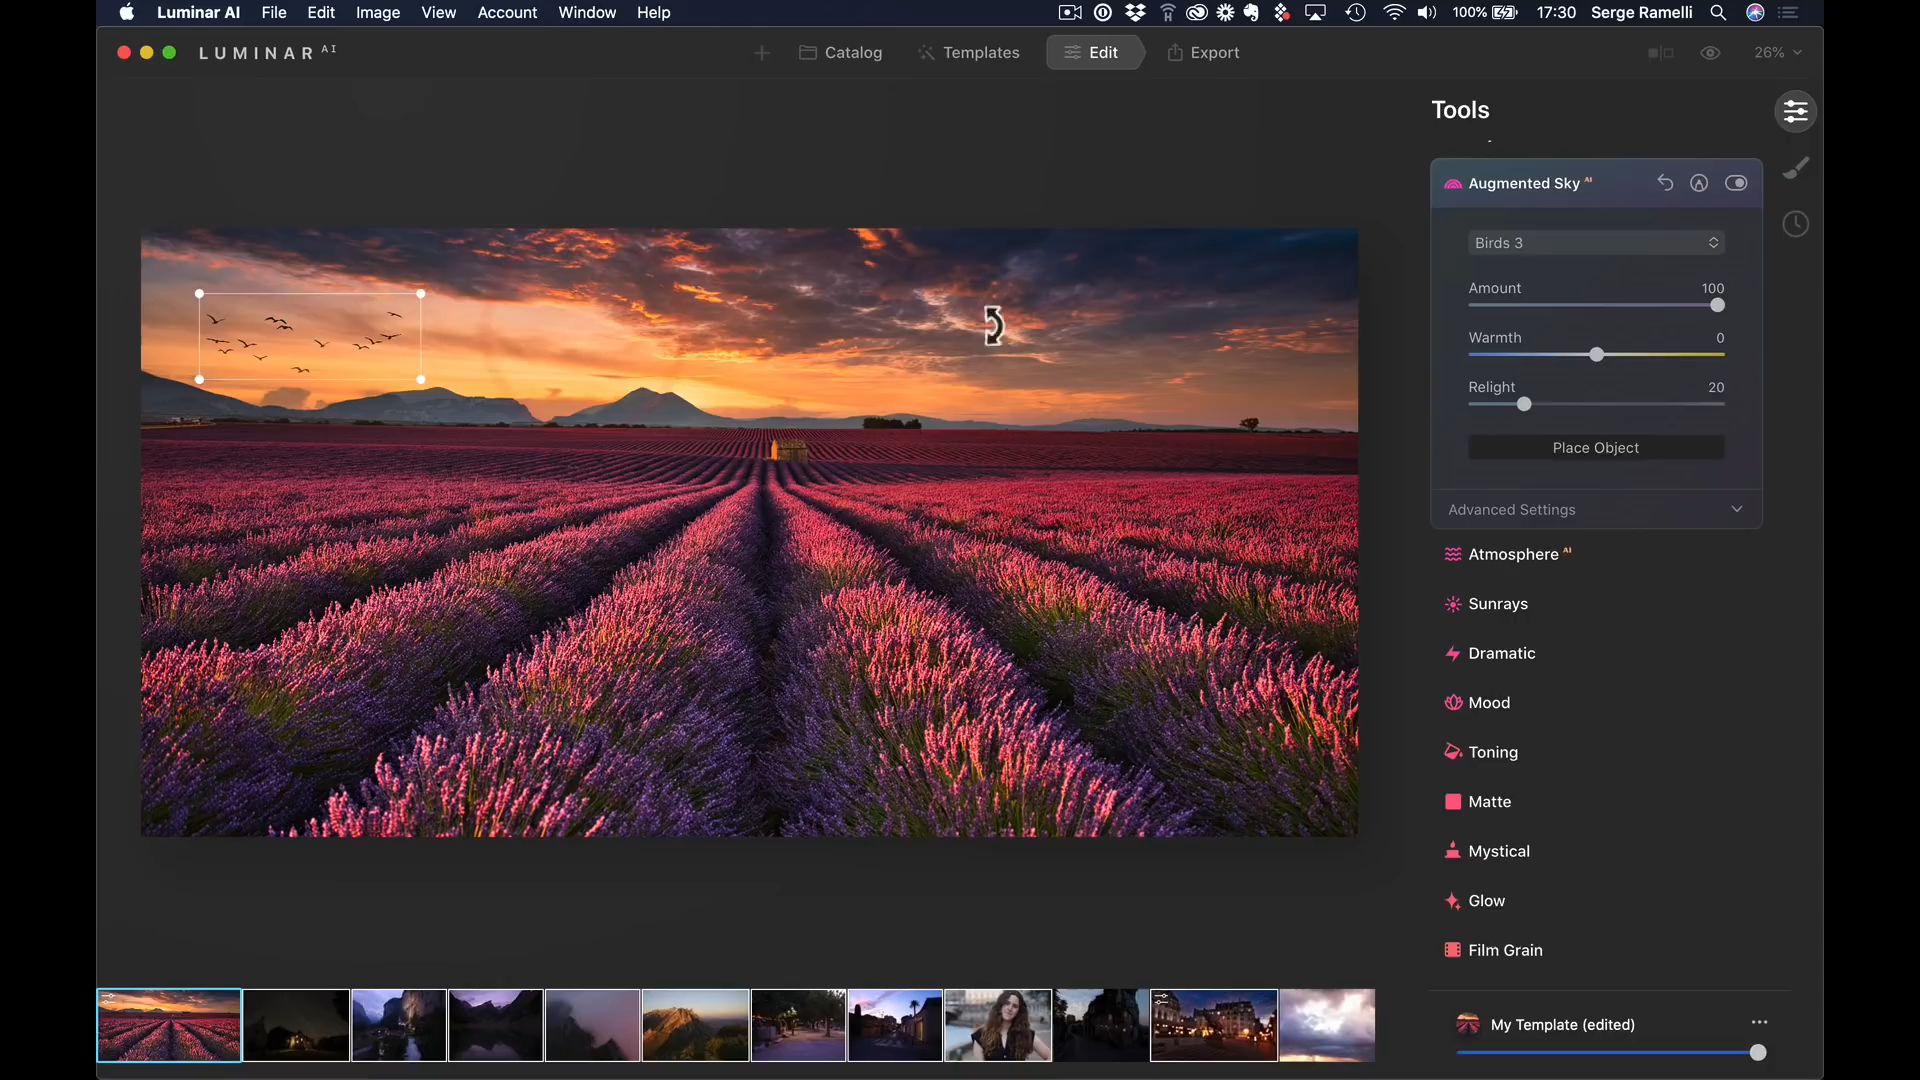 Luminar AI File Edit Image View Account Window Help 100% 17:30 Serge Ramelli
LUMINAR AI Catalog Templates Edit Export 26%
Tools
Augmented Sky AI
Birds 3
Amount 100
Warmth 0
Relight 20
Place Object
Advanced Settings
Atmosphere AI
Sunrays
Dramatic
Mood
Toning
Matte
Mystical
Glow
Film Grain
My Template (edited)